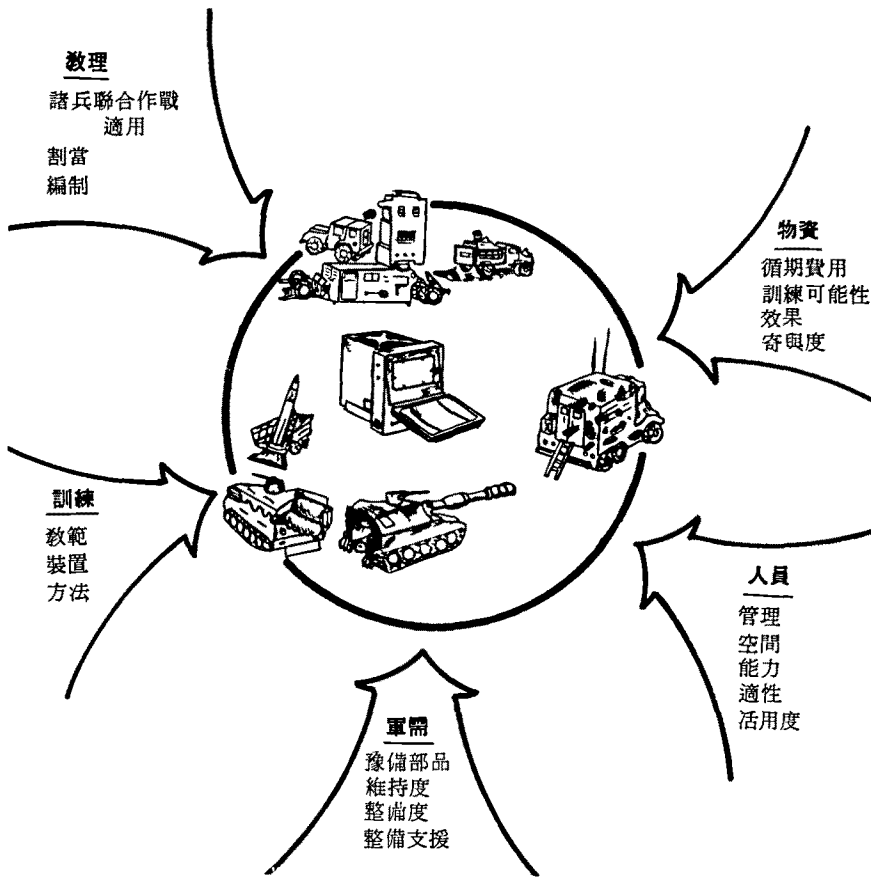 敎理
諸兵聯合作戰
適用
割當
編制
物資
循期費用
訓練可能性
效果
寄與度
訓練
敎範
裝置
方法
人員
管理
空間
能力
適性
活用度
軍需
豫備部品
維持度
整備度
整備支援